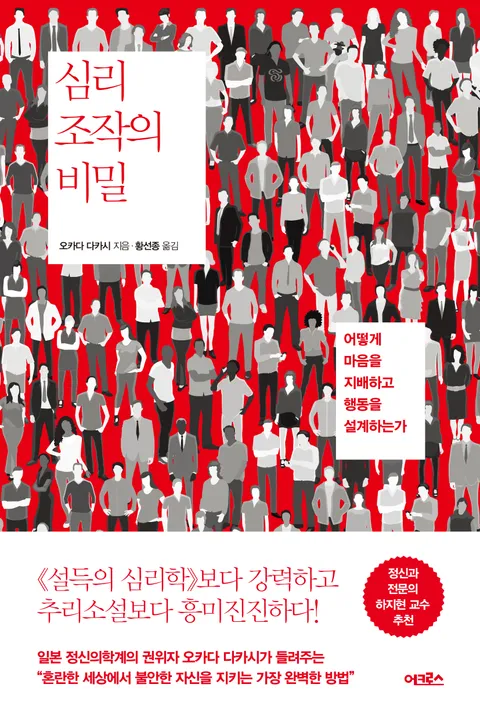 심리
조작의
비밀
오카다 다카시 지음·황선종 옮김
어떻게
마음을
지배하고
행동을
설계하는가
《설득의 심리학》보다 강력하고
추리소설보다 흥미진진하다!
정신과
전문의
하지현 교수
추천
일본 정신의학계의 권위자 오카다 다카시가 들려주는
“혼란한 세상에서 불안한 자신을 지키는 가장 완벽한 방법”
어크로스